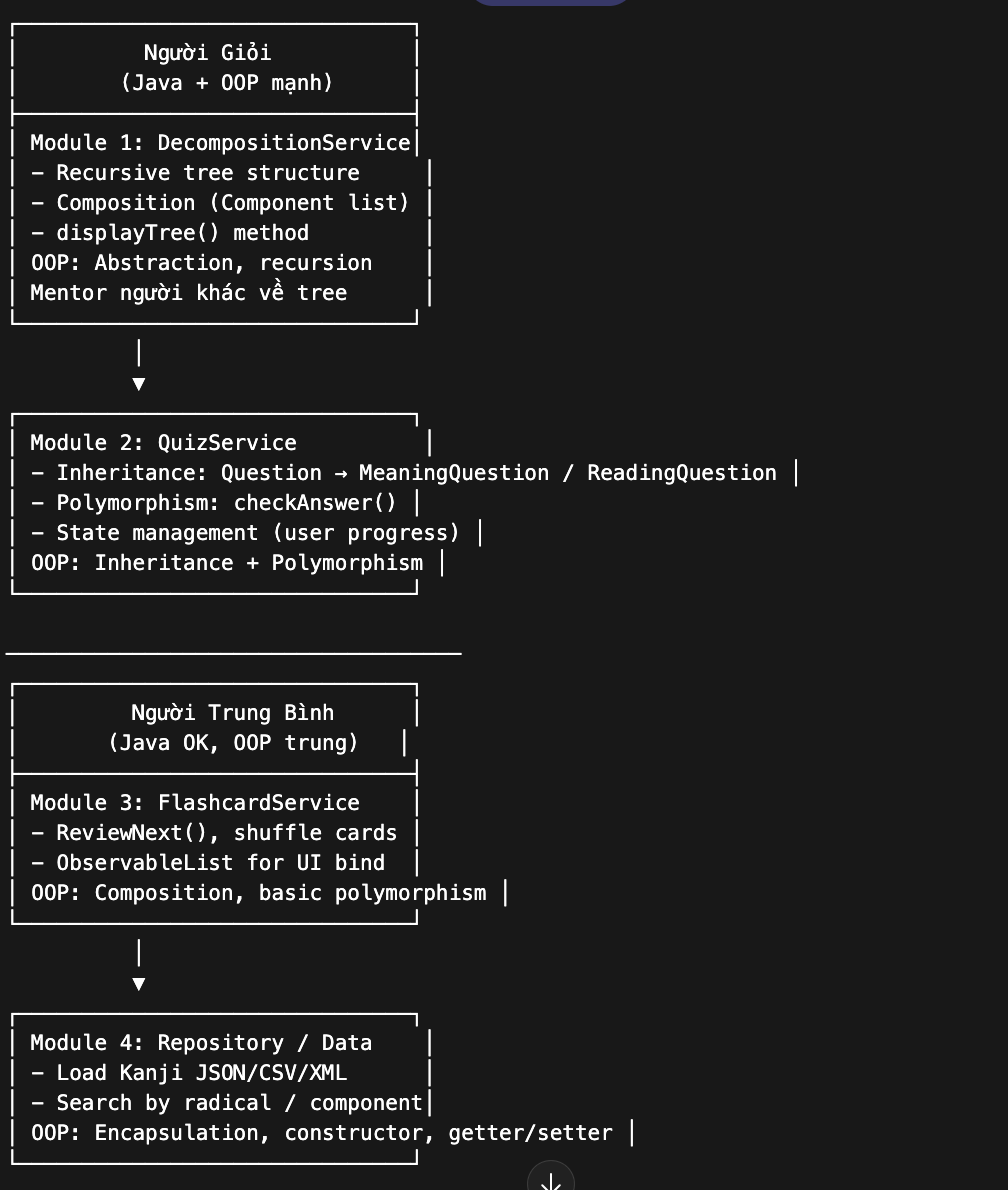 Người Giỏi
(Java + OOP mạnh)
Module 1: DecompositionService
– Recursive tree structure
– Composition (Component list)
– displayTree() method
OOP: Abstraction, recursion
Mentor người khác về tree
Module 2: QuizService
– Inheritance: Question → MeaningQuestion / ReadingQuestion
– Polymorphism: checkAnswer()
– State management (user progress)
OOP: Inheritance + Polymorphism
Người Trung Bình
(Java OK, OOP trung)
Module 3: FlashcardService
– ReviewNext(), shuffle cards
– ObservableList for UI bind
OOP: Composition, basic polymorphism
Module 4: Repository / Data
– Load Kanji JSON/CSV/XML
– Search by radical / component
OOP: Encapsulation, constructor, getter/setter